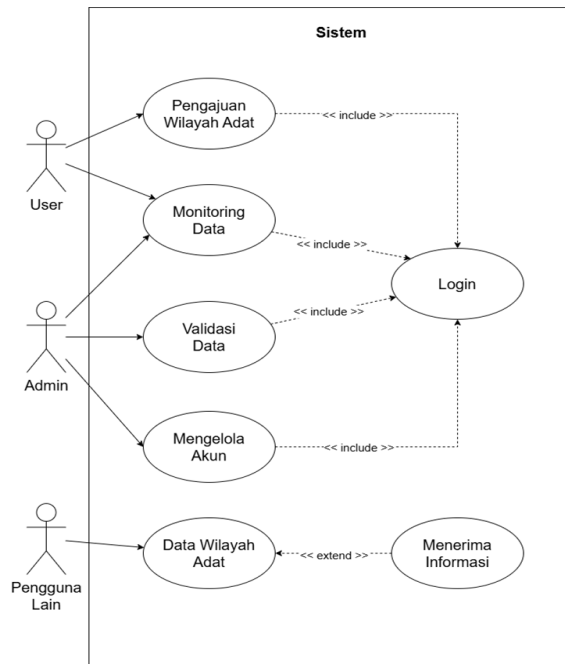 Sistem
Pengajuan
Wilayah Adat
<< include >>
User
Monitoring
Data
<< include >>
Login
<< include >>
Validasi
Data
Admin
Mengelola
Akun
<< include >>
Pengguna
Lain
Data Wilayah
Adat
<< extend >>
Menerima
Informasi